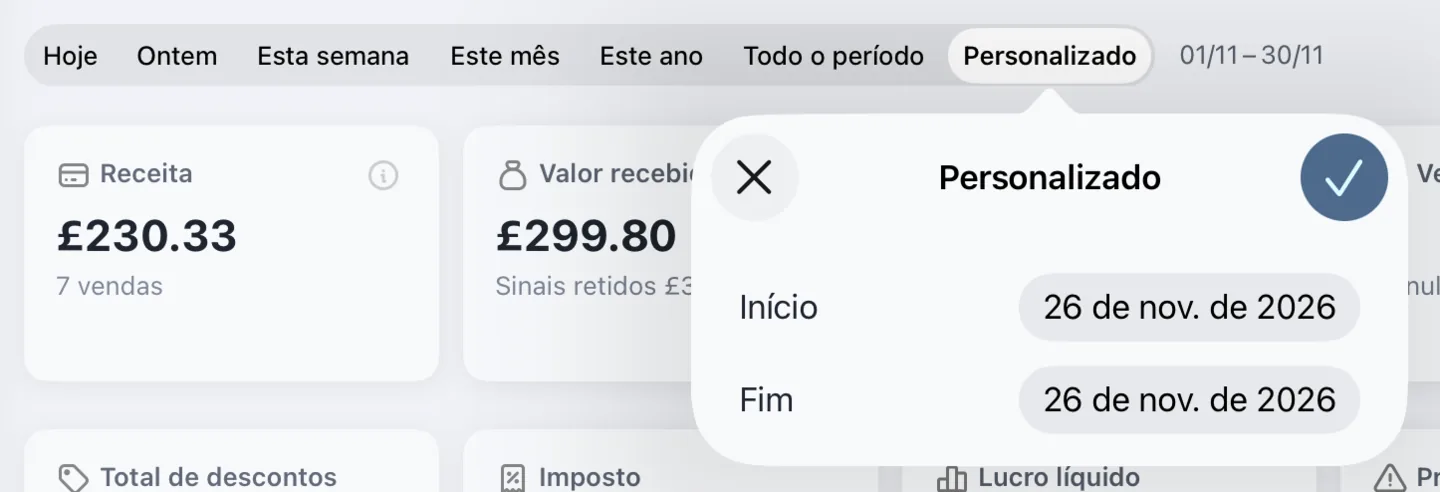 Hoje Ontem Esta semana Este mês Este ano Todo o período Personalizado 01/11 – 30/11
Receita
£230.33
7 vendas
Valor
£299.80
Sinais retidos
Personalizado
Início 26 de nov. de 2026
Fim 26 de nov. de 2026
Total de descontos
Imposto
Lucro líquido